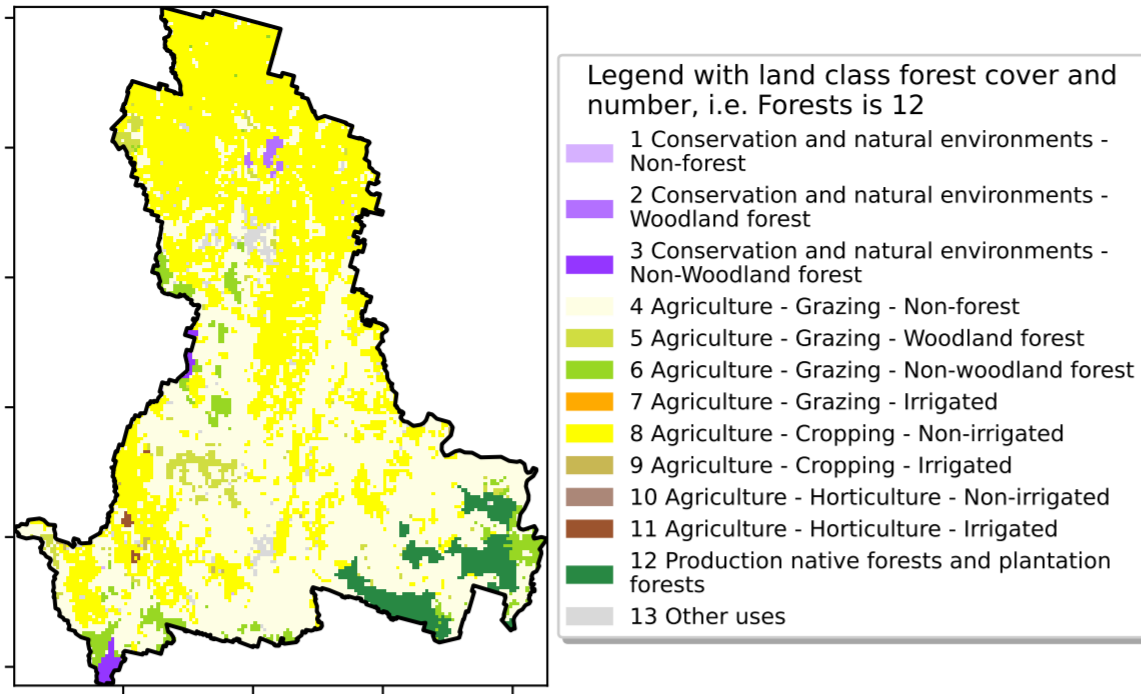 Legend with land class forest cover and
number, i.e. Forests is 12
1 Conservation and natural environments -
Non-forest
2 Conservation and natural environments -
Woodland forest
3 Conservation and natural environments -
Non-Woodland forest
4 Agriculture - Grazing - Non-forest
5 Agriculture - Grazing - Woodland forest
6 Agriculture - Grazing - Non-woodland forest
7 Agriculture - Grazing - Irrigated
8 Agriculture - Cropping - Non-irrigated
9 Agriculture - Cropping - Irrigated
10 Agriculture - Horticulture - Non-irrigated
11 Agriculture - Horticulture - Irrigated
12 Production native forests and plantation
forests
13 Other uses